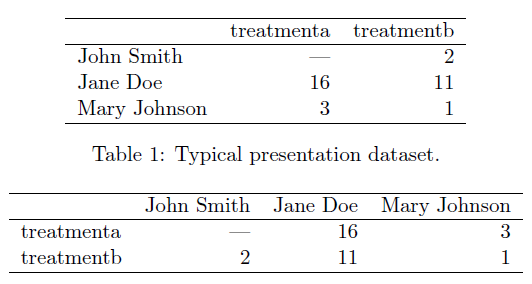 treatmenta treatmentb
John Smith — 2
Jane Doe 16 11
Mary Johnson 3 1
Table 1: Typical presentation dataset.
John Smith Jane Doe Mary Johnson
treatmenta — 16 3
treatmentb 2 11 1